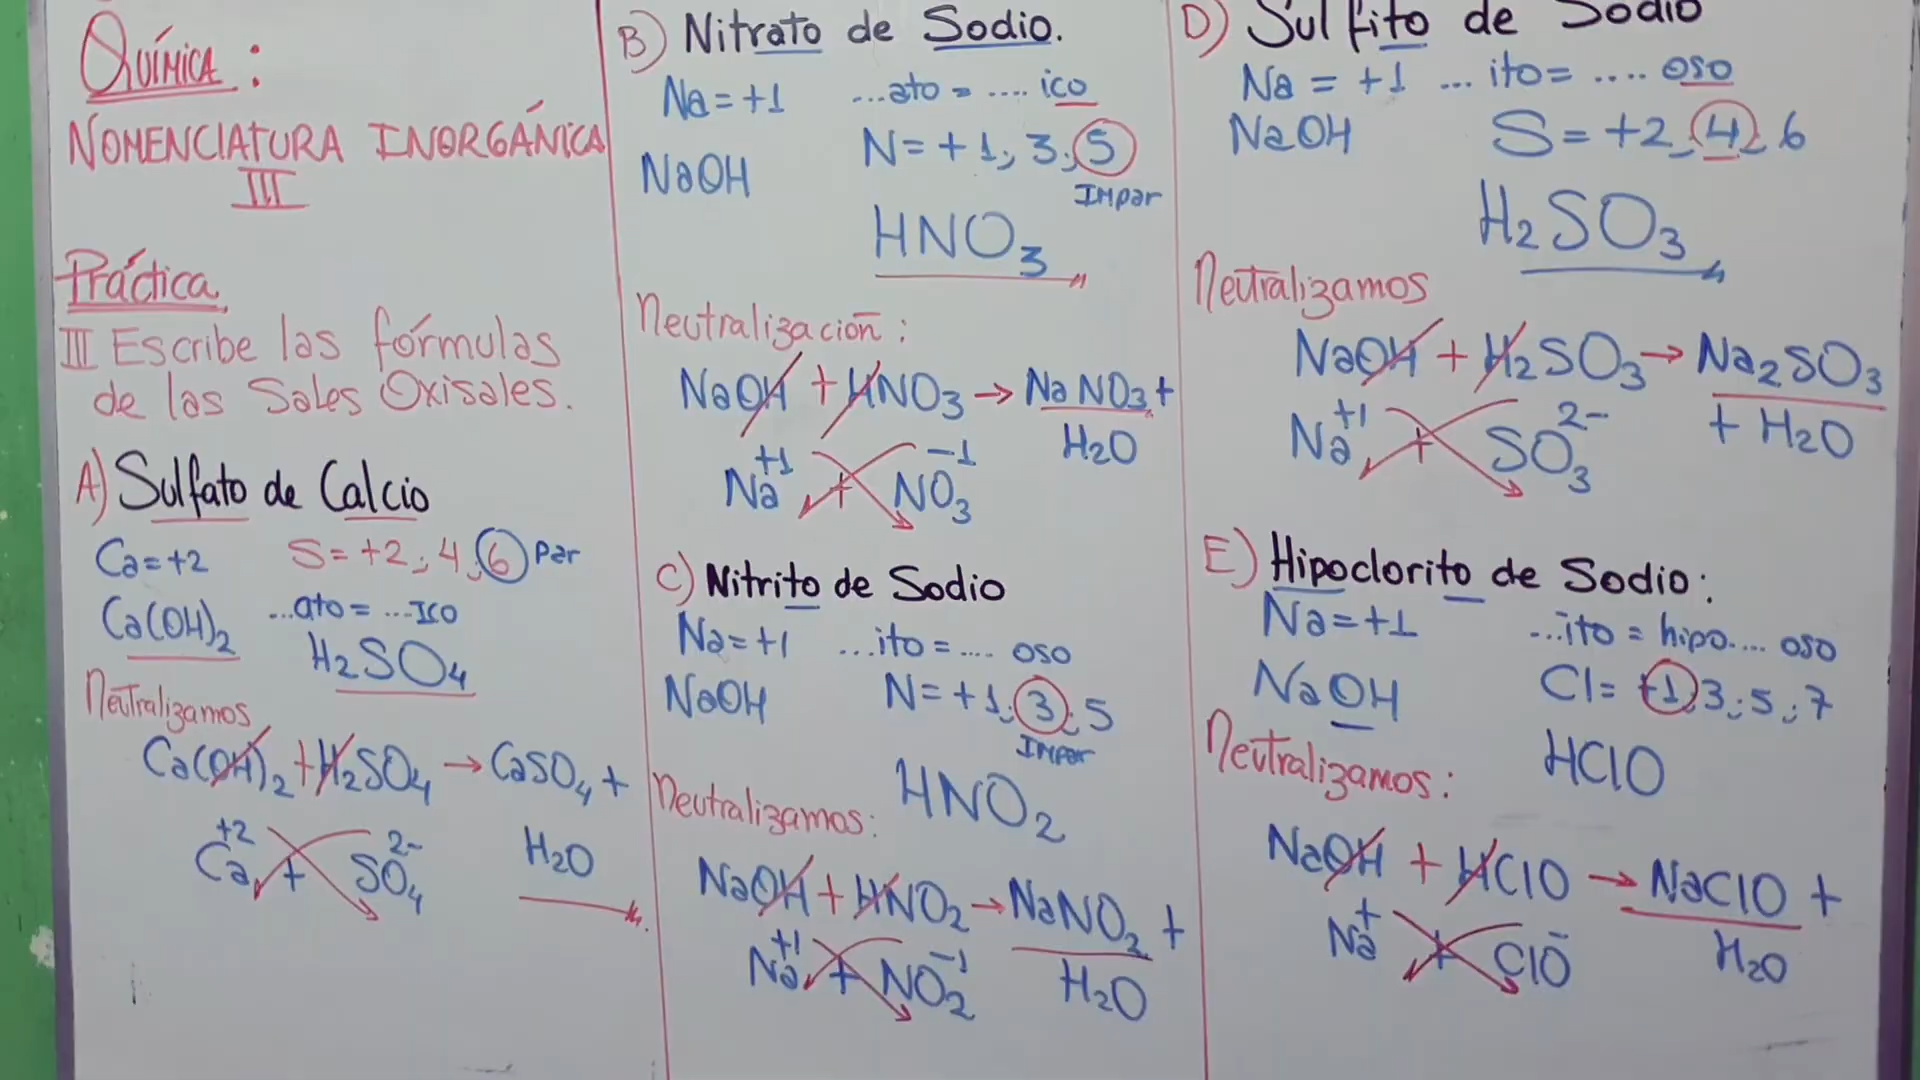 QUÍMICA:
NOMENCLATURA INORGÁNICA
III
Práctica
III Escribe las fórmulas
de las Sales Oxisales.
A) Sulfato de Calcio
Ca=+2 S=+2; 4; 6 Par
Ca(OH)₂ ...ato= ...ICO
H₂SO₄
Neutralizamos
Ca(OH)₂ + H₂SO₄ → CaSO₄ +
Ca⁺² + SO₄²⁻ H₂O
B) Nitrato de Sodio.
Na=+1 ...ato= .... ico
N=+1; 3; 5
NaOH Impar
HNO₃
Neutralización:
NaOH + HNO₃ → NaNO₃ +
H₂O
Na⁺¹ + NO₃⁻¹
C) Nitrito de Sodio
Na=+1 ...ito=.... oso
NaOH N=+1; 3; 5
Impar
HNO₂
Neutralizamos:
NaOH + HNO₂ → NaNO₂ +
Na⁺¹ + NO₂⁻¹ H₂O
D) Sulfito de Sodio
Na=+1 ...ito= .... oso
NaOH S=+2; 4; 6
H₂SO₃
Neutralizamos
NaOH + H₂SO₃ → Na₂SO₃
+ H₂O
Na⁺¹ + SO₃²⁻
E) Hipoclorito de Sodio:
Na=+1 ...ito = hipo.... oso
NaOH Cl= +1; 3; 5; 7
HClO
Neutralizamos:
NaOH + HClO → NaClO +
Na⁺ + ClO⁻ H₂O